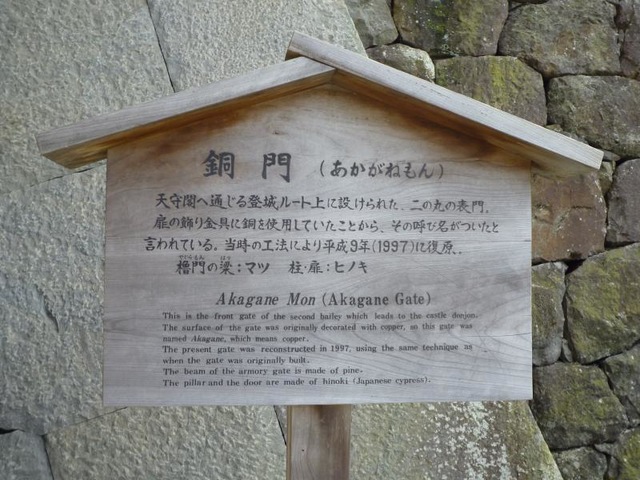 銅門（あかがねもん）
天守閣へ通じる登城ルート上に設けられた、二の丸の表門。
扉の飾り金具に銅を使用していたことから、その呼び名がついたと
言われている。当時の工法により平成9年(1997)に復原。
やぐらもん はり
櫓門の梁：マツ 柱・扉：ヒノキ
Akagane Mon (Akagane Gate)
This is the front gate of the second bailey which leads to the castle donjon.
The surface of the gate was originally decorated with copper, so this gate was
named Akagane, which means copper.
The present gate was reconstructed in 1997, using the same technique as
when the gate was originally built.
The beam of the armory gate is made of pine.
The pillar and the door are made of hinoki (Japanese cypress).